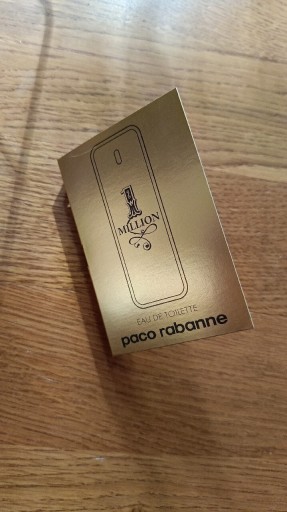 1
MILLION
EAU DE TOILETTE
paco rabanne